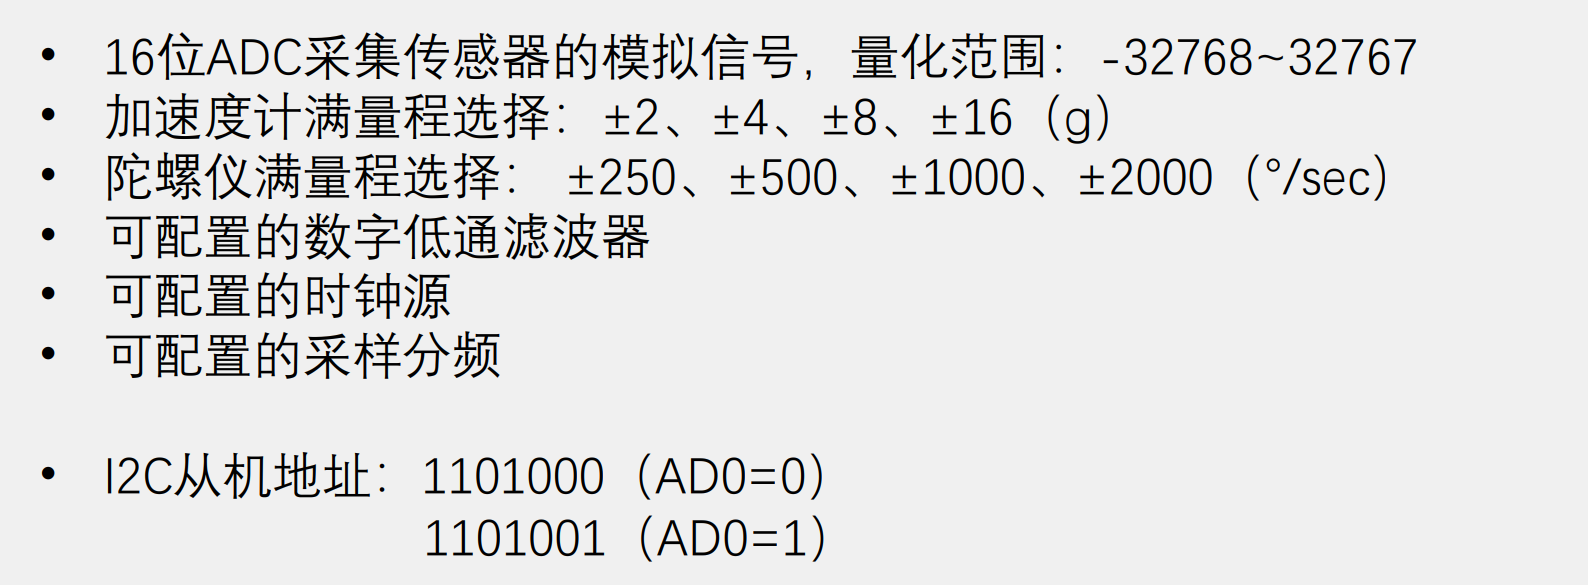 • 16位ADC采集传感器的模拟信号，量化范围：-32768~32767
• 加速度计满量程选择：±2、±4、±8、±16（g）
• 陀螺仪满量程选择： ±250、±500、±1000、±2000（°/sec）
• 可配置的数字低通滤波器
• 可配置的时钟源
• 可配置的采样分频
• I2C从机地址：1101000（AD0=0）
1101001（AD0=1）